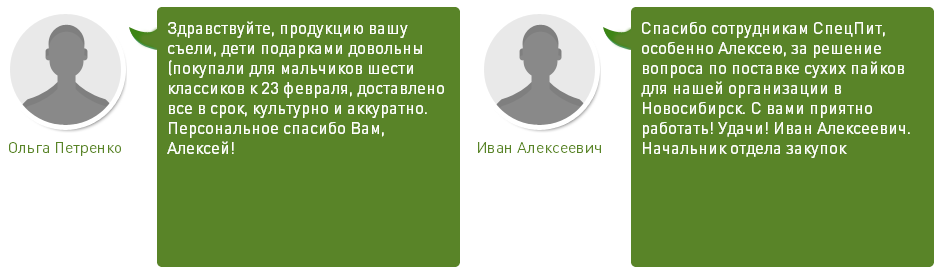 Здравствуйте, продукцию вашу
съели, дети подарками довольны
(покупали для мальчиков шести
классиков к 23 февраля, доставлено
все в срок, культурно и аккуратно.
Персональное спасибо Вам,
Алексей!
Ольга Петренко
Спасибо сотрудникам СпецПит,
особенно Алексею, за решение
вопроса по поставке сухих пайков
для нашей организации в
Новосибирск. С вами приятно
работать! Удачи! Иван Алексеевич.
Начальник отдела закупок
Иван Алексеевич